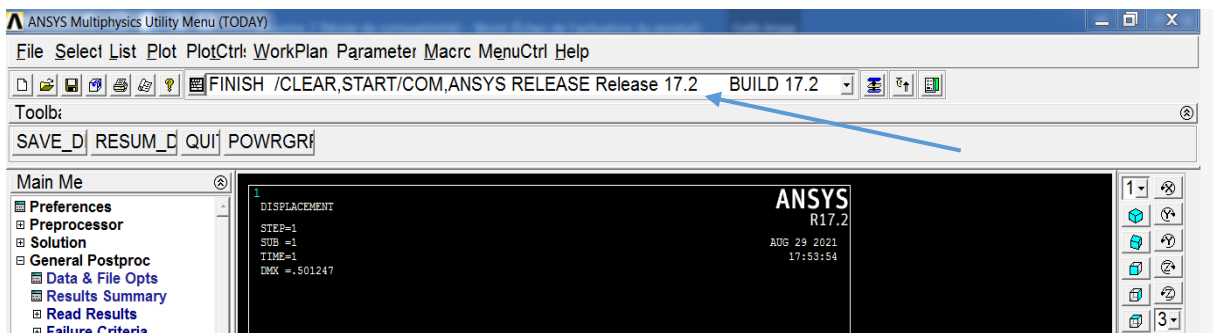 ANSYS Multiphysics Utility Menu (TODAY)
File Select List Plot PlotCtrl: WorkPlan Parameter Macrc MenuCtrl Help
FINISH /CLEAR,START/COM,ANSYS RELEASE Release 17.2 BUILD 17.2
Toolba
SAVE_D RESUM_D QUIT POWRGRI
Main Me
Preferences
Preprocessor
Solution
General Postproc
Data & File Opts
Results Summary
Read Results
Failure Criteria
1
DISPLACEMENT
STEP=1
SUB =1
TIME=1
DMX =.501247
ANSYS
R17.2
AUG 29 2021
17:53:54
1
3